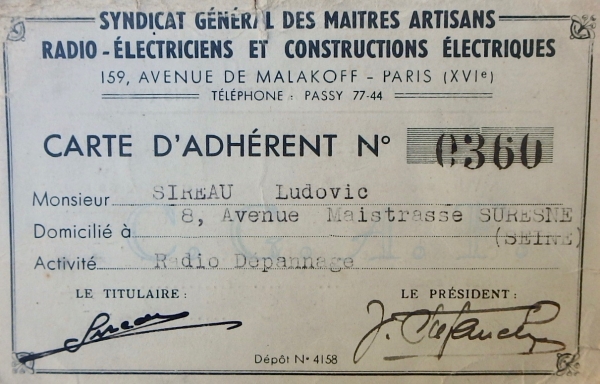 SYNDICAT GÉNÉRAL DES MAITRES ARTISANS
RADIO-ÉLECTRICIENS ET CONSTRUCTIONS ÉLECTRIQUES
159, AVENUE DE MALAKOFF - PARIS (XVIe)
TÉLÉPHONE : PASSY 77-44
CARTE D'ADHÉRENT N° 0360
Monsieur SIREAU Ludovic
Domicilié à 8, Avenue Maistrasse SURESNE
(SEINE)
Activité Radio Depannage
LE TITULAIRE : LE PRÉSIDENT :
Sireau
Dépôt N° 4158